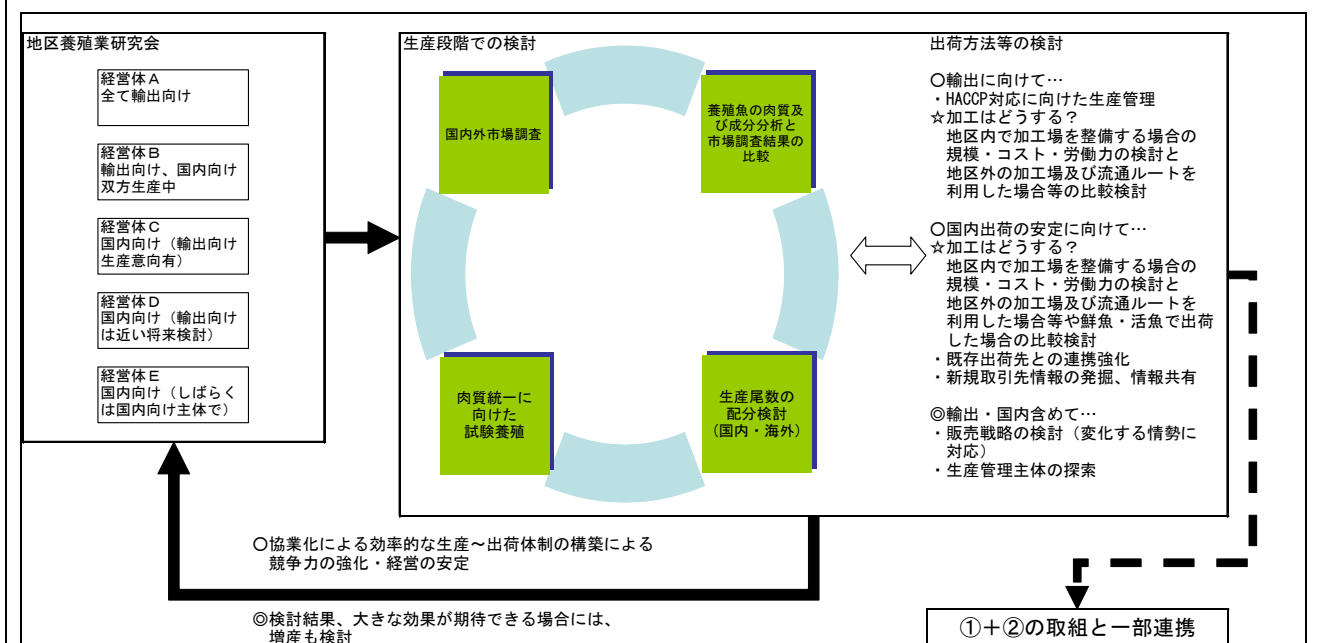 地区養殖業研究会
経営体A
全て輸出向け
経営体B
輸出向け、国内向け
双方生産中
経営体C
国内向け（輸出向け
生産意向有）
経営体D
国内向け（輸出向け
は近い将来検討）
経営体E
国内向け（しばらく
は国内向け主体で）
生産段階での検討
国内外市場調査
養殖魚の肉質及
び成分分析と
市場調査結果の
比較
肉質統一に
向けた
試験養殖
生産尾数の
配分検討
（国内・海外）
出荷方法等の検討
〇輸出に向けて…
・HACCP対応に向けた生産管理
☆加工はどうする？
地区内で加工場を整備する場合の
規模・コスト・労働力の検討と
地区外の加工場及び流通ルートを
利用した場合等の比較検討
〇国内出荷の安定に向けて…
☆加工はどうする？
地区内で加工場を整備する場合の
規模・コスト・労働力の検討と
地区外の加工場及び流通ルートを
利用した場合等や鮮魚・活魚で出荷
した場合の比較検討
・既存出荷先との連携強化
・新規取引先情報の発掘、情報共有
◎輸出・国内含めて…
・販売戦略の検討（変化する情勢に
対応）
・生産管理主体の探索
〇協業化による効率的な生産～出荷体制の構築による
競争力の強化・経営の安定
◎検討結果、大きな効果が期待できる場合には、
増産も検討
①＋②の取組と一部連携